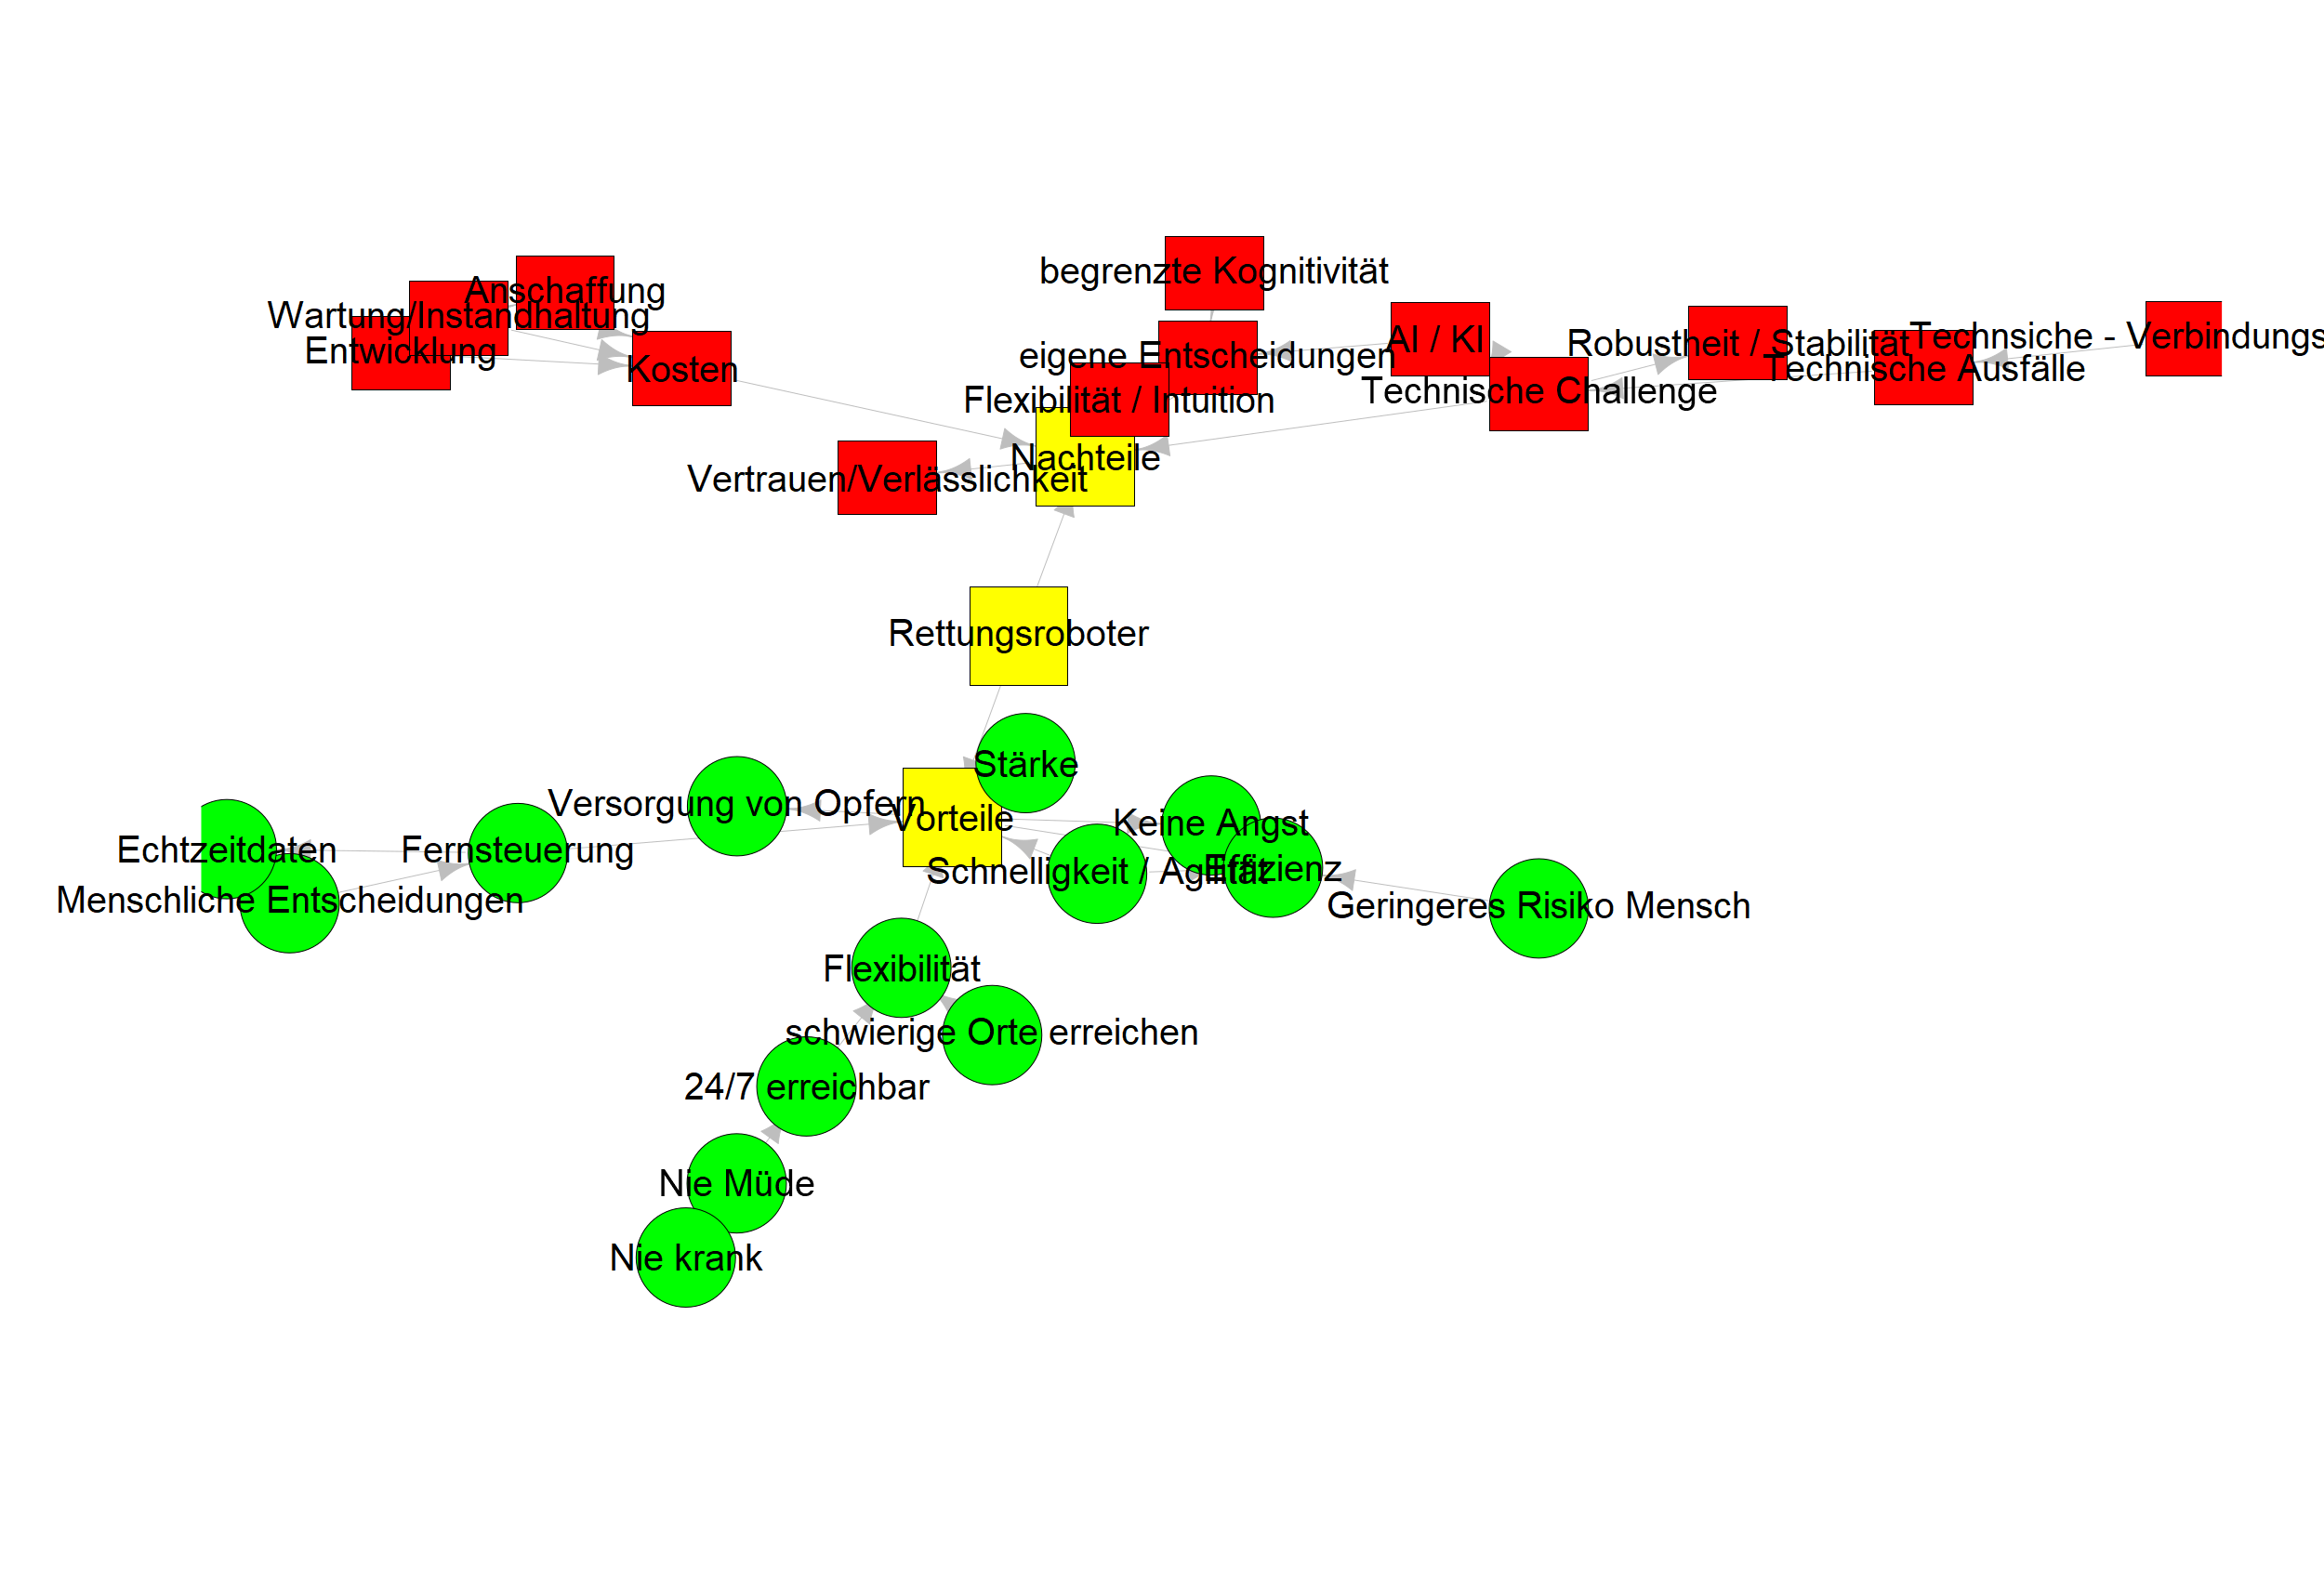 begrenzte Kognitivität
Anschaffung
Wartung/Instandhaltung
Entwicklung
Kosten
eigene Entscheidungen
AI / KI
Robustheit / Stabilität
Technsiche - Verbindungs
Technische Ausfälle
Technische Challenge
Flexibilität / Intuition
Nachteile
Vertrauen/Verlässlichkeit
Rettungsroboter
Stärke
Versorgung von Opfern
Vorteile
Keine Angst
Echtzeitdaten
Fernsteuerung
Schnelligkeit / Agilität
Effizienz
Menschliche Entscheidungen
Geringeres Risiko Mensch
Flexibilität
schwierige Orte erreichen
24/7 erreichbar
Nie Müde
Nie krank